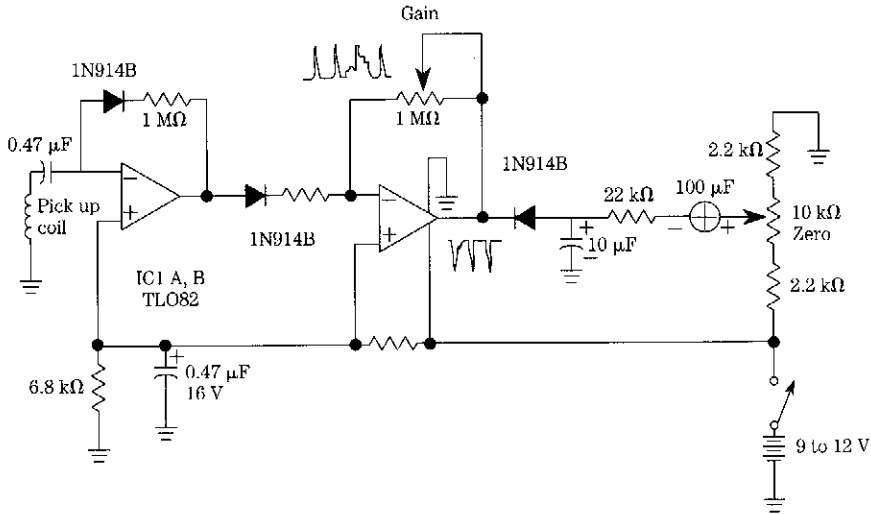 Gain
1N914B
1 MΩ
1 MΩ
0.47 µF
1N914B
2.2 kΩ
22 kΩ
100 µF
Pick up
coil
10 kΩ
Zero
1N914B
10 µF
IC1 A, B
TLO82
2.2 kΩ
6.8 kΩ
0.47 µF
16 V
9 to 12 V